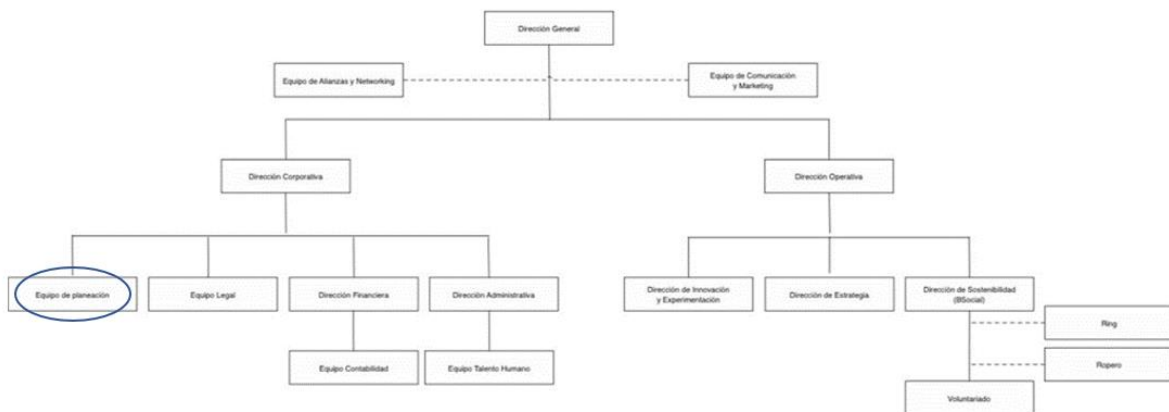 Dirección General
Equipo de Alianzas y Networking
Equipo de Comunicación
y Marketing
Dirección Corporativa
Dirección Operativa
Equipo de planeación
Equipo Legal
Dirección Financiera
Dirección Administrativa
Dirección de Innovación
y Experimentación
Dirección de Estrategia
Dirección de Sostenibilidad
(BSocial)
Ring
Equipo Contabilidad
Equipo Talento Humano
Ropero
Voluntariado